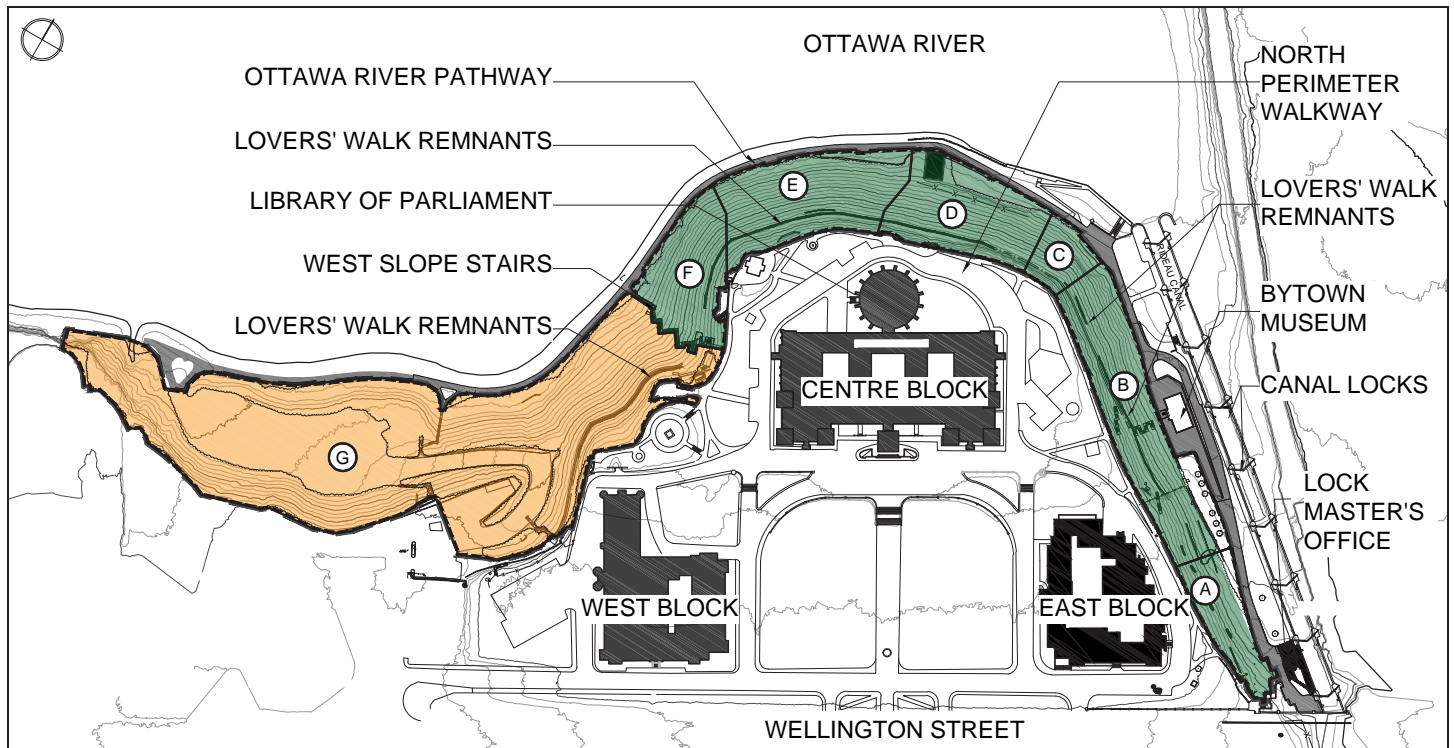 OTTAWA RIVER
OTTAWA RIVER PATHWAY
LOVERS' WALK REMNANTS
LIBRARY OF PARLIAMENT
WEST SLOPE STAIRS
LOVERS' WALK REMNANTS
NORTH
PERIMETER
WALKWAY
LOVERS' WALK
REMNANTS
BYTOWN
MUSEUM
CANAL LOCKS
LOCK
MASTER'S
OFFICE
RIDEAU CANAL
E
D
C
F
B
G
A
CENTRE BLOCK
WEST BLOCK
EAST BLOCK
WELLINGTON STREET